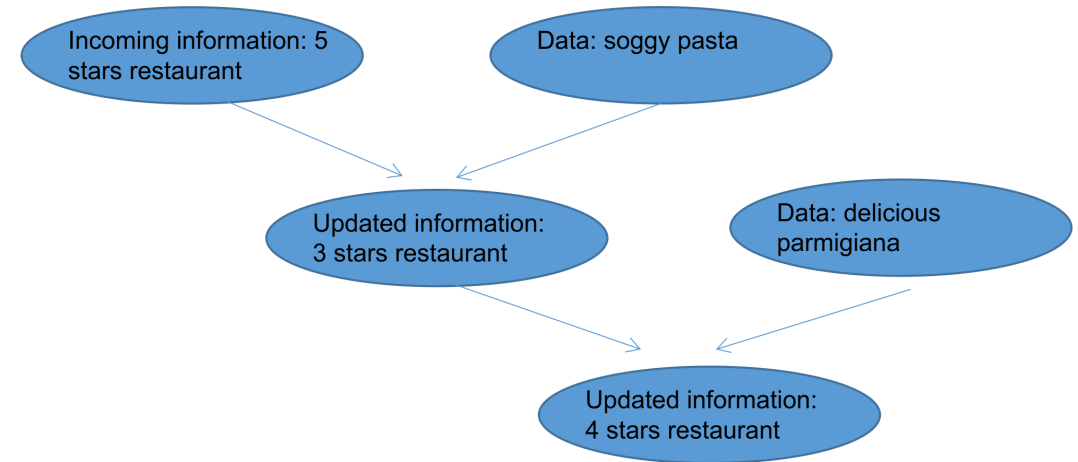 Incoming information: 5
stars restaurant
Data: soggy pasta
Updated information:
3 stars restaurant
Data: delicious
parmigiana
Updated information:
4 stars restaurant